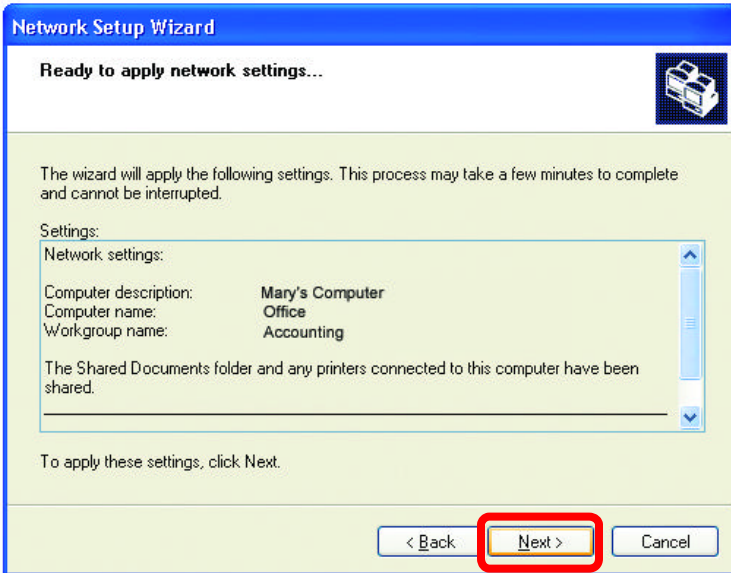 Network Setup Wizard
Ready to apply network settings...
The wizard will apply the following settings. This process may take a few minutes to complete
and cannot be interrupted.
Settings:
Network settings:
Computer description: Mary's Computer
Computer name: Office
Workgroup name: Accounting
The Shared Documents folder and any printers connected to this computer have been
shared.
To apply these settings, click Next.
< Back Next > Cancel